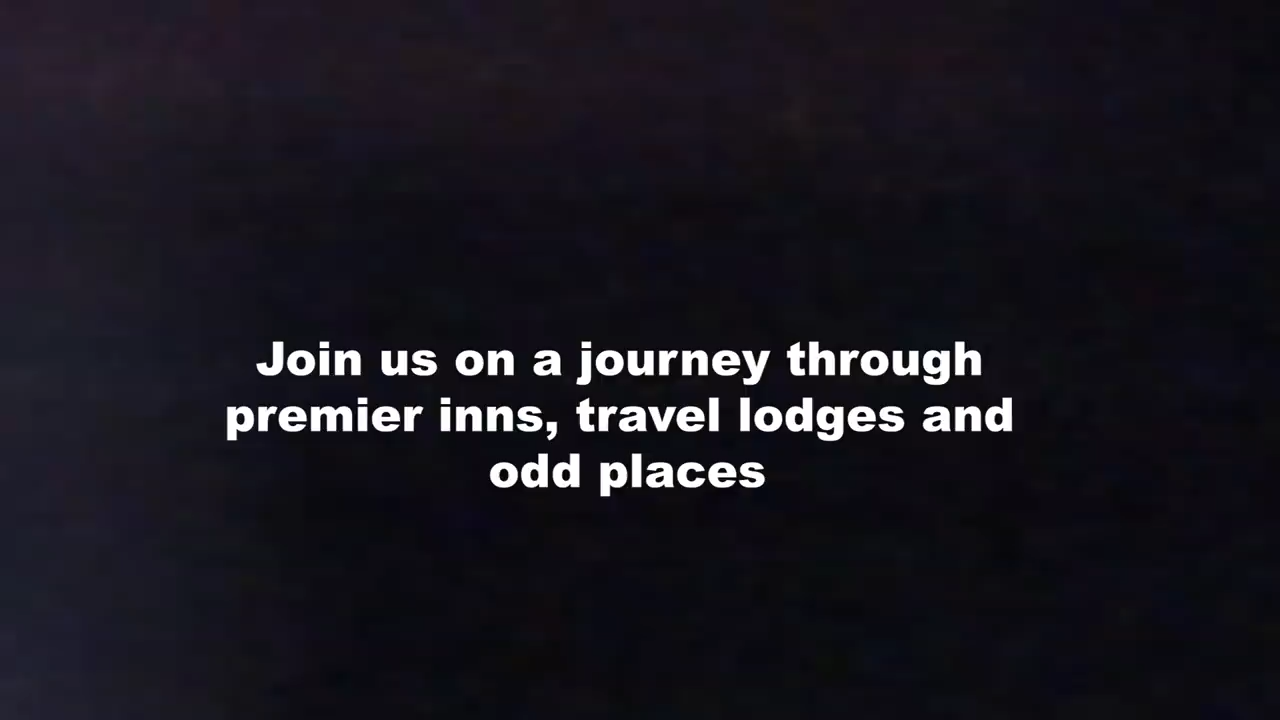 Join us on a journey through
premier inns, travel lodges and
odd places